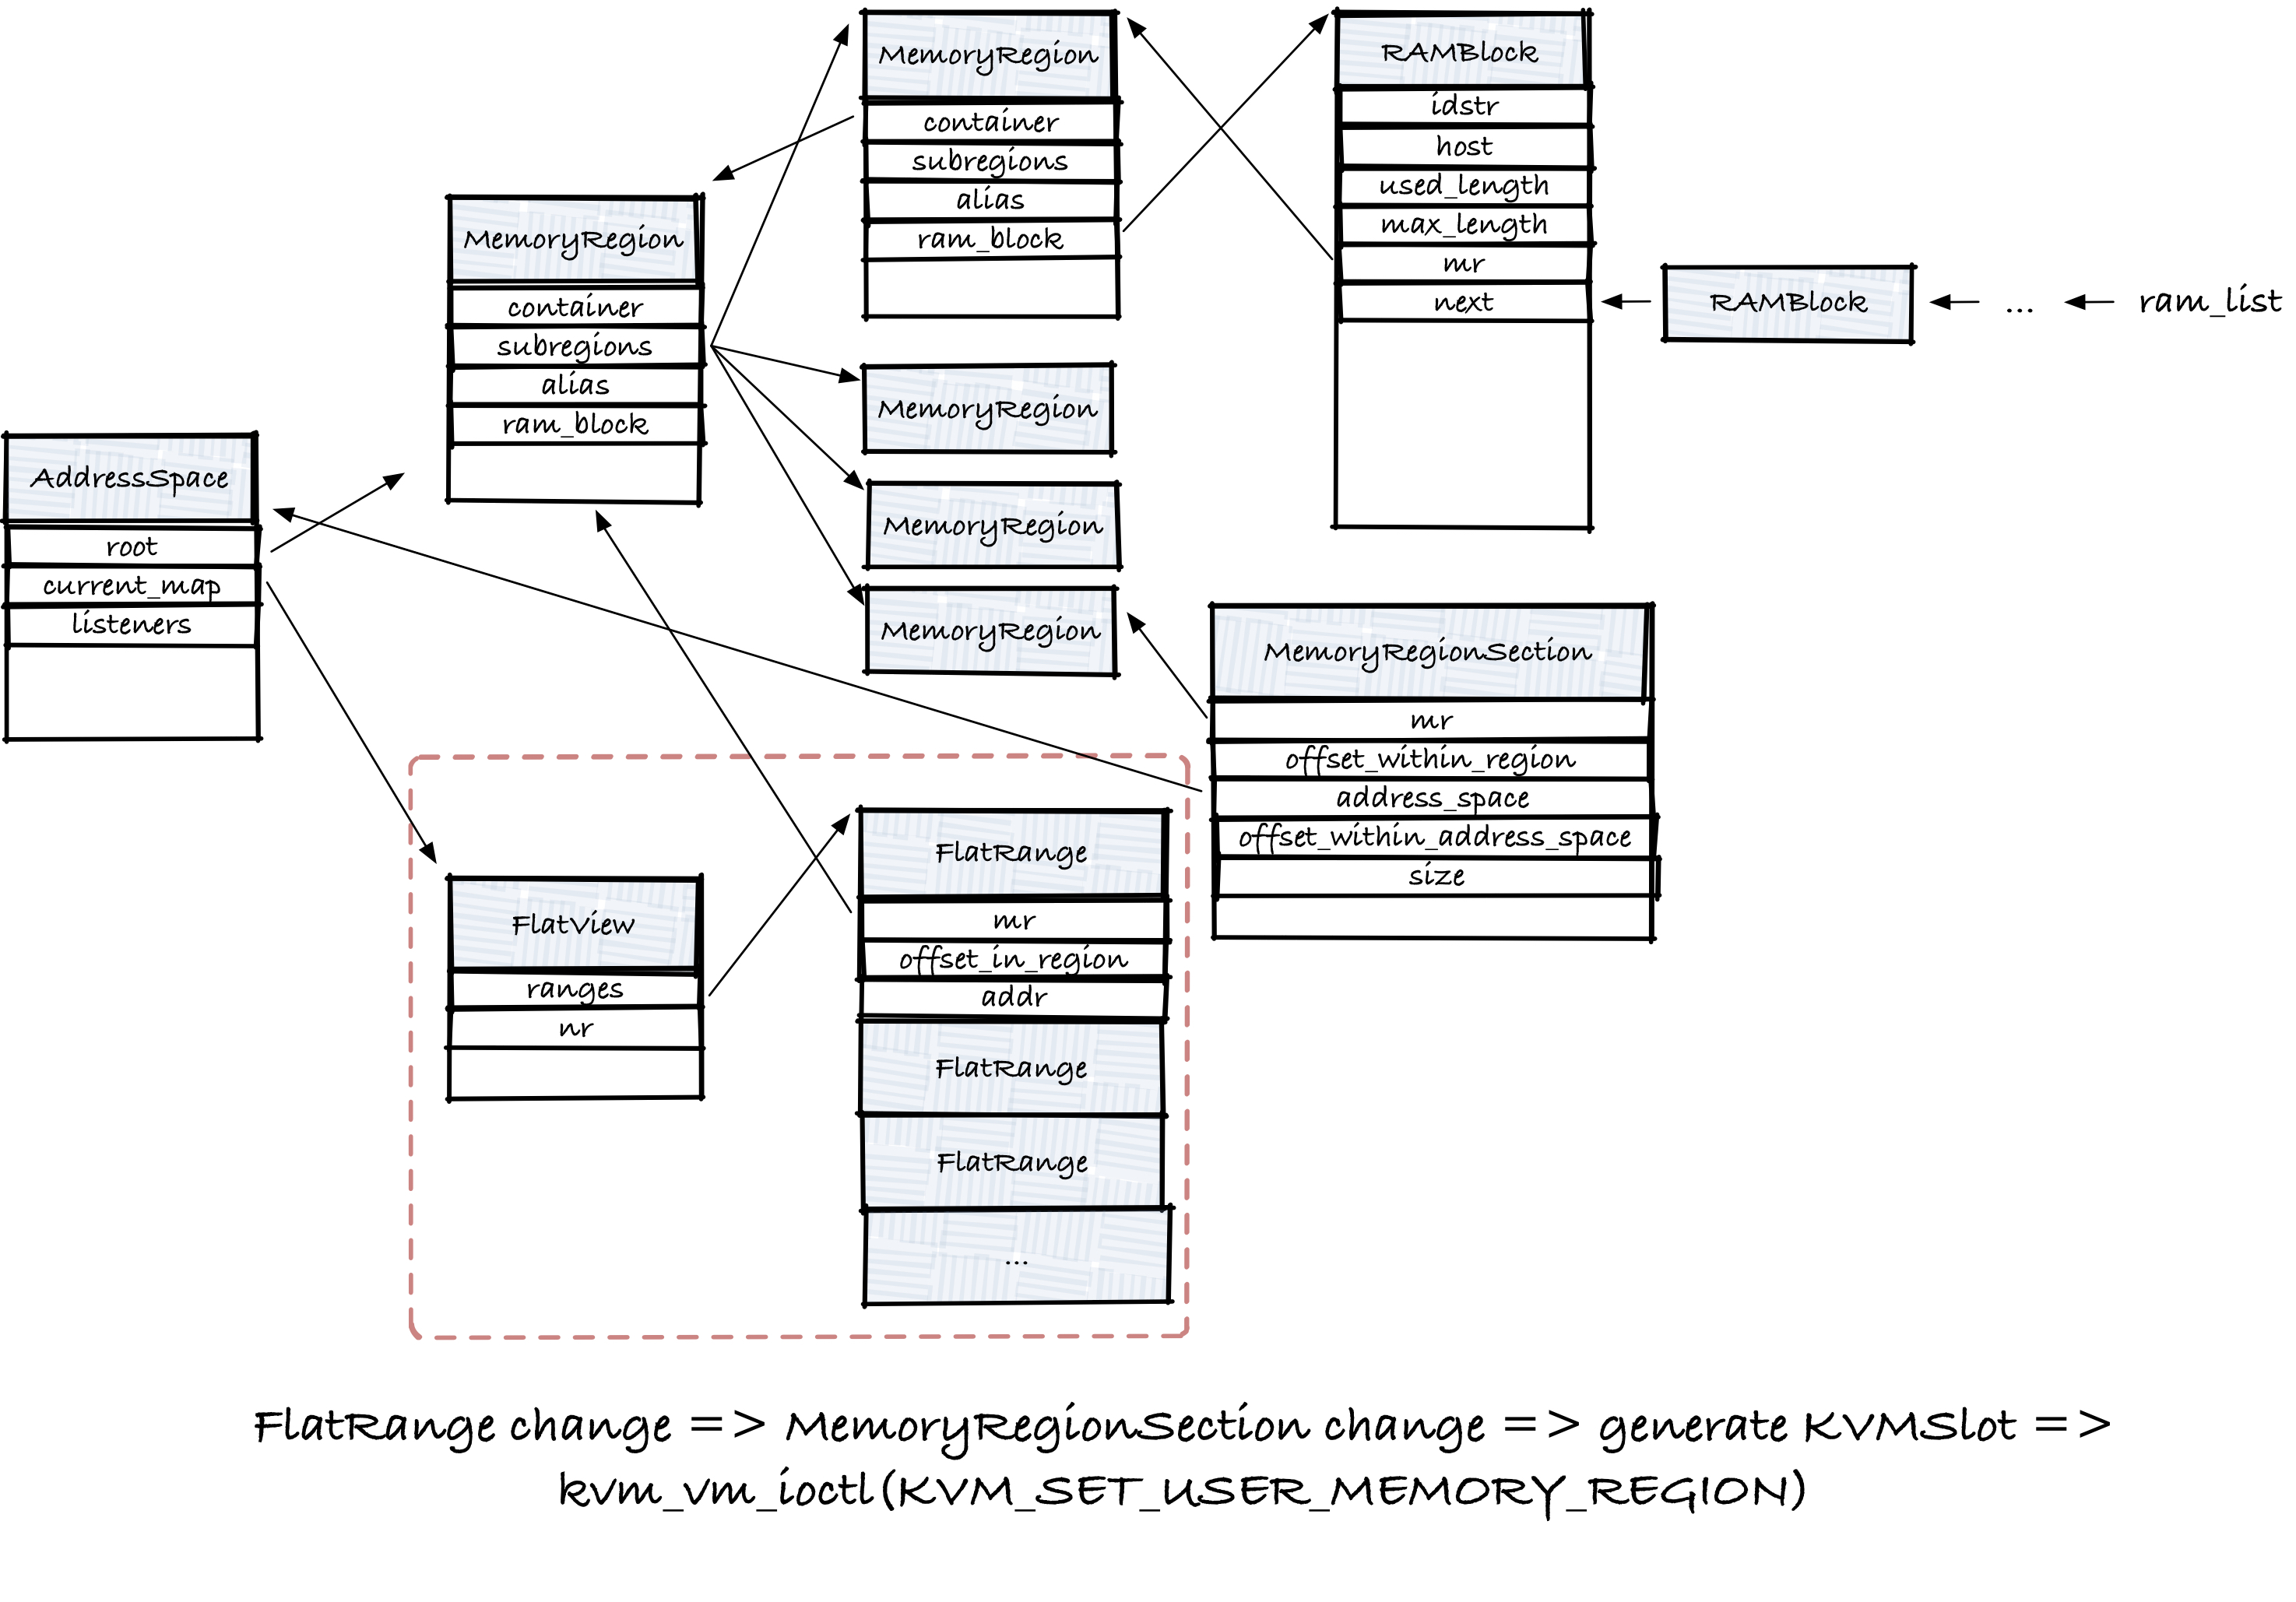 MemoryRegion
container
subregions
alias
ram_block
RAMBlock
idstr
host
used_length
max_length
mr
next
RAMBlock
...
ram_list
MemoryRegion
container
subregions
alias
ram_block
MemoryRegion
MemoryRegion
MemoryRegion
AddressSpace
root
current_map
listeners
MemoryRegionSection
mr
offset_within_region
address_space
offset_within_address_space
size
FlatView
ranges
nr
FlatRange
mr
offset_in_region
addr
FlatRange
FlatRange
...
FlatRange change => MemoryRegionSection change => generate KVMSlot =>
kvm_vm_ioctl(KVM_SET_USER_MEMORY_REGION)